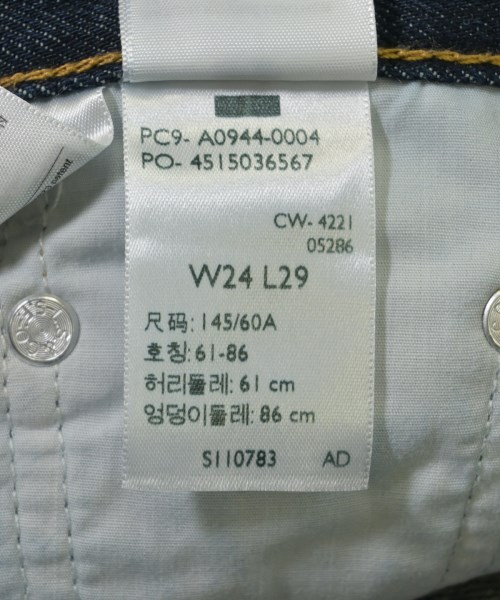 PC9- A0944-0004
PO- 4515036567
CW- 4221
05286
W24 L29
尺码: 145/60A
호칭: 61-86
허리둘레: 61 cm
엉덩이둘레: 86 cm
S110783 AD